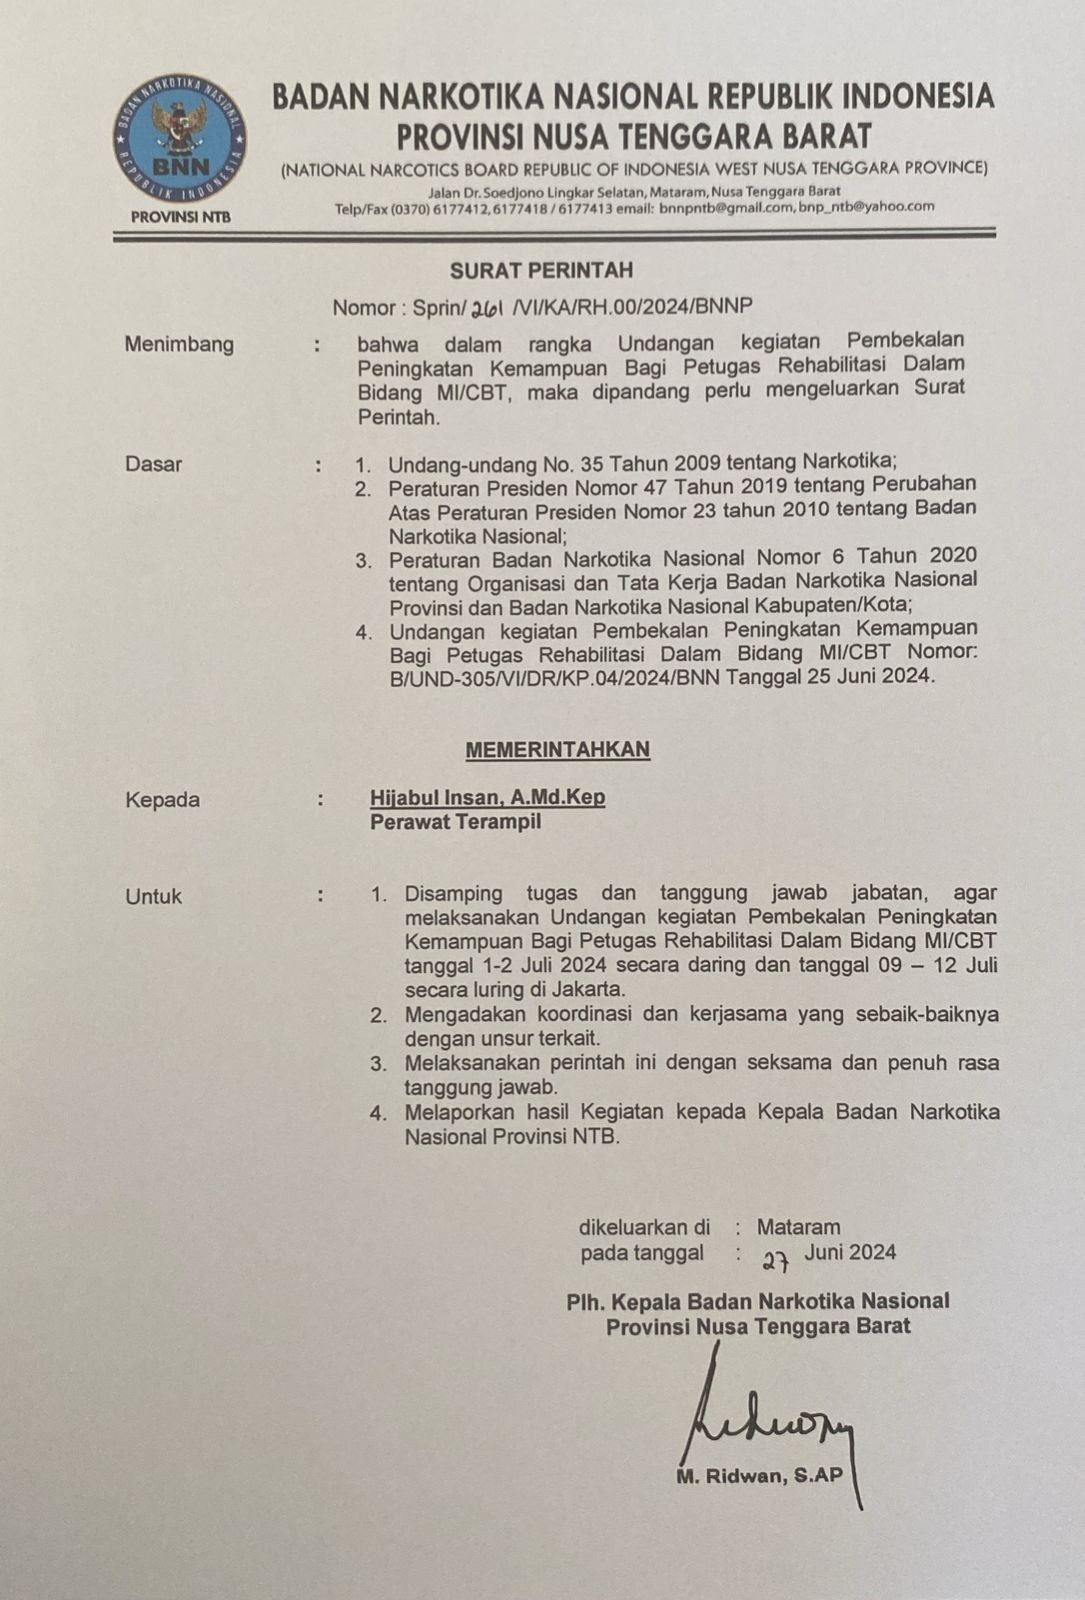 BADAN NARKOTIKA NASIONAL
BNN
REPUBLIK INDONESIA
PROVINSI NTB
BADAN NARKOTIKA NASIONAL REPUBLIK INDONESIA
PROVINSI NUSA TENGGARA BARAT
(NATIONAL NARCOTICS BOARD REPUBLIC OF INDONESIA WEST NUSA TENGGARA PROVINCE)
Jalan Dr. Soedjono Lingkar Selatan, Mataram, Nusa Tenggara Barat
Telp/Fax (0370) 6177412, 6177418 / 6177413 email: bnnpntb@gmail.com, bnp_ntb@yahoo.com
SURAT PERINTAH
Nomor : Sprin/ 261 /VI/KA/RH.00/2024/BNNP
Menimbang : bahwa dalam rangka Undangan kegiatan Pembekalan
Peningkatan Kemampuan Bagi Petugas Rehabilitasi Dalam
Bidang MI/CBT, maka dipandang perlu mengeluarkan Surat
Perintah.
Dasar : 1. Undang-undang No. 35 Tahun 2009 tentang Narkotika;
2. Peraturan Presiden Nomor 47 Tahun 2019 tentang Perubahan
Atas Peraturan Presiden Nomor 23 tahun 2010 tentang Badan
Narkotika Nasional;
3. Peraturan Badan Narkotika Nasional Nomor 6 Tahun 2020
tentang Organisasi dan Tata Kerja Badan Narkotika Nasional
Provinsi dan Badan Narkotika Nasional Kabupaten/Kota;
4. Undangan kegiatan Pembekalan Peningkatan Kemampuan
Bagi Petugas Rehabilitasi Dalam Bidang MI/CBT Nomor:
B/UND-305/VI/DR/KP.04/2024/BNN Tanggal 25 Juni 2024.
MEMERINTAHKAN
Kepada : Hijabul Insan, A.Md.Kep
Perawat Terampil
Untuk : 1. Disamping tugas dan tanggung jawab jabatan, agar
melaksanakan Undangan kegiatan Pembekalan Peningkatan
Kemampuan Bagi Petugas Rehabilitasi Dalam Bidang MI/CBT
tanggal 1-2 Juli 2024 secara daring dan tanggal 09 – 12 Juli
secara luring di Jakarta.
2. Mengadakan koordinasi dan kerjasama yang sebaik-baiknya
dengan unsur terkait.
3. Melaksanakan perintah ini dengan seksama dan penuh rasa
tanggung jawab.
4. Melaporkan hasil Kegiatan kepada Kepala Badan Narkotika
Nasional Provinsi NTB.
dikeluarkan di : Mataram
pada tanggal : 27 Juni 2024
Plh. Kepala Badan Narkotika Nasional
Provinsi Nusa Tenggara Barat
M. Ridwan, S.AP